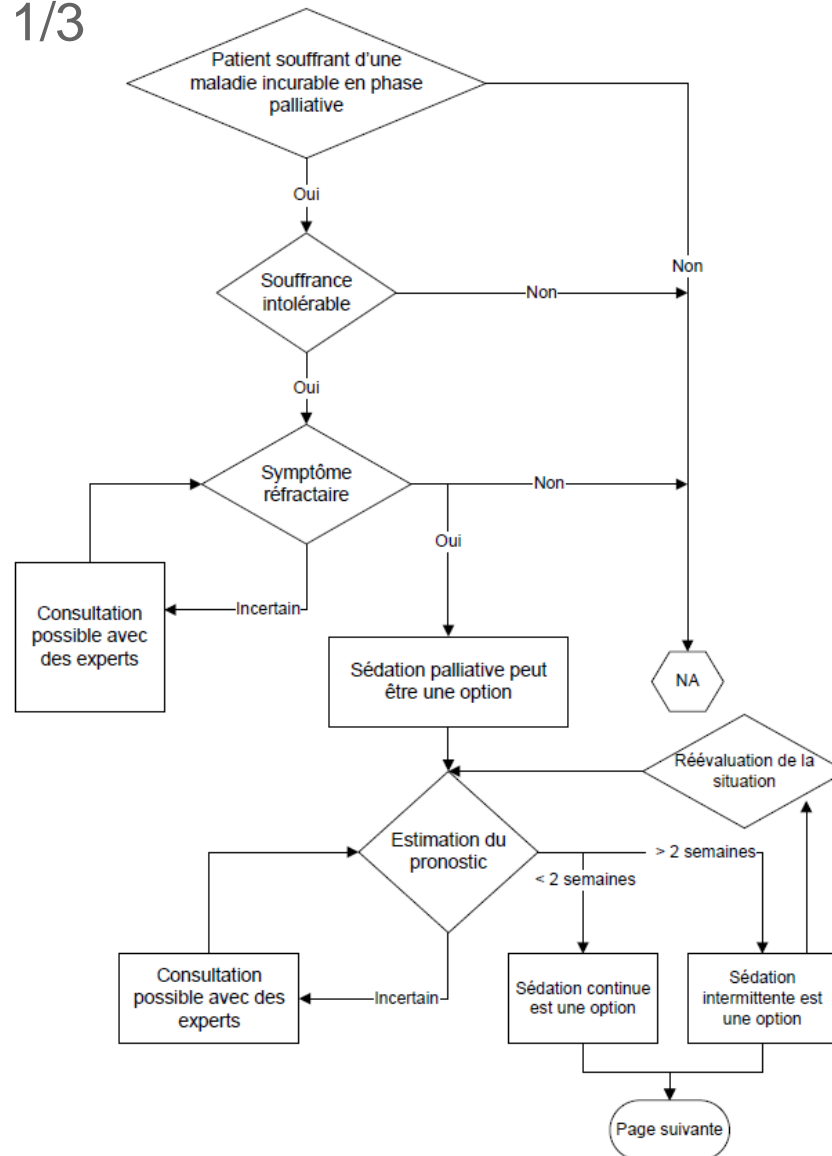 1/3
Patient souffrant d'une
maladie incurable en phase
palliative
Oui
Non
Souffrance
intolérable
Non
Oui
Symptôme
réfractaire
Non
Oui
Incertain
Consultation
possible avec
des experts
Sédation palliative peut
être une option
NA
Réévaluation de la
situation
Estimation du
pronostic
> 2 semaines
< 2 semaines
Incertain
Consultation
possible avec des
experts
Sédation continue
est une option
Sédation
intermittente est
une option
Page suivante